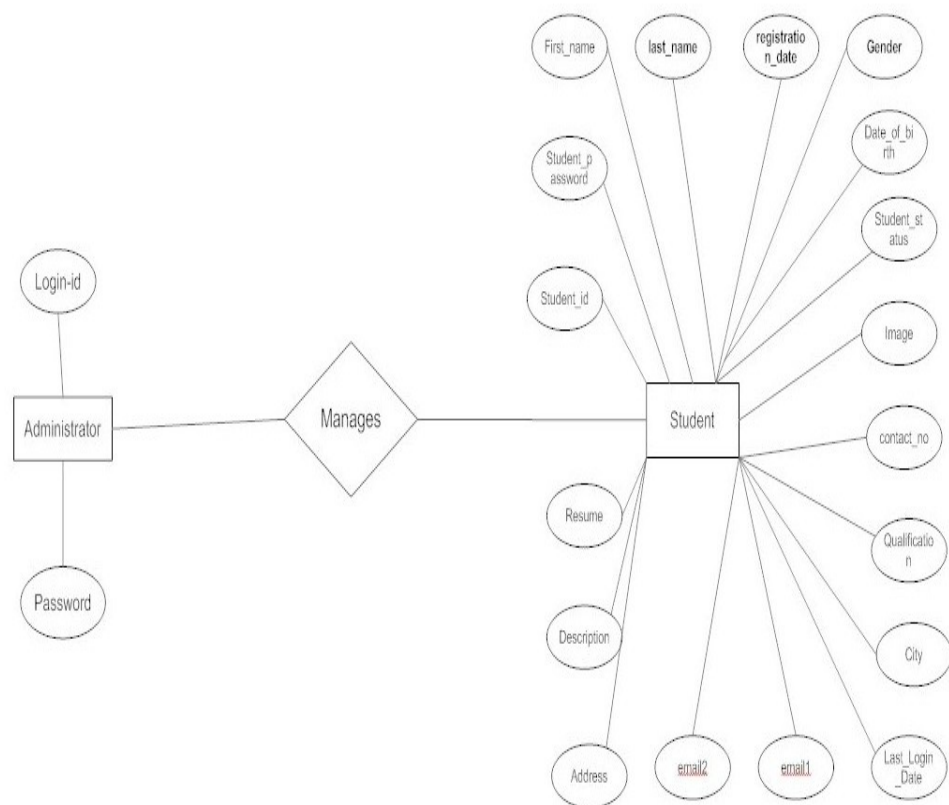 First_name
last_name
registratio
n_date
Gender
Date_of_bi
rth
Student_p
assword
Student_st
atus
Login-id
Student_id
Image
Administrator
Manages
Student
contact_no
Resume
Qualificatio
n
Password
Description
City
Address
email2
email1
Last_Login
_Date